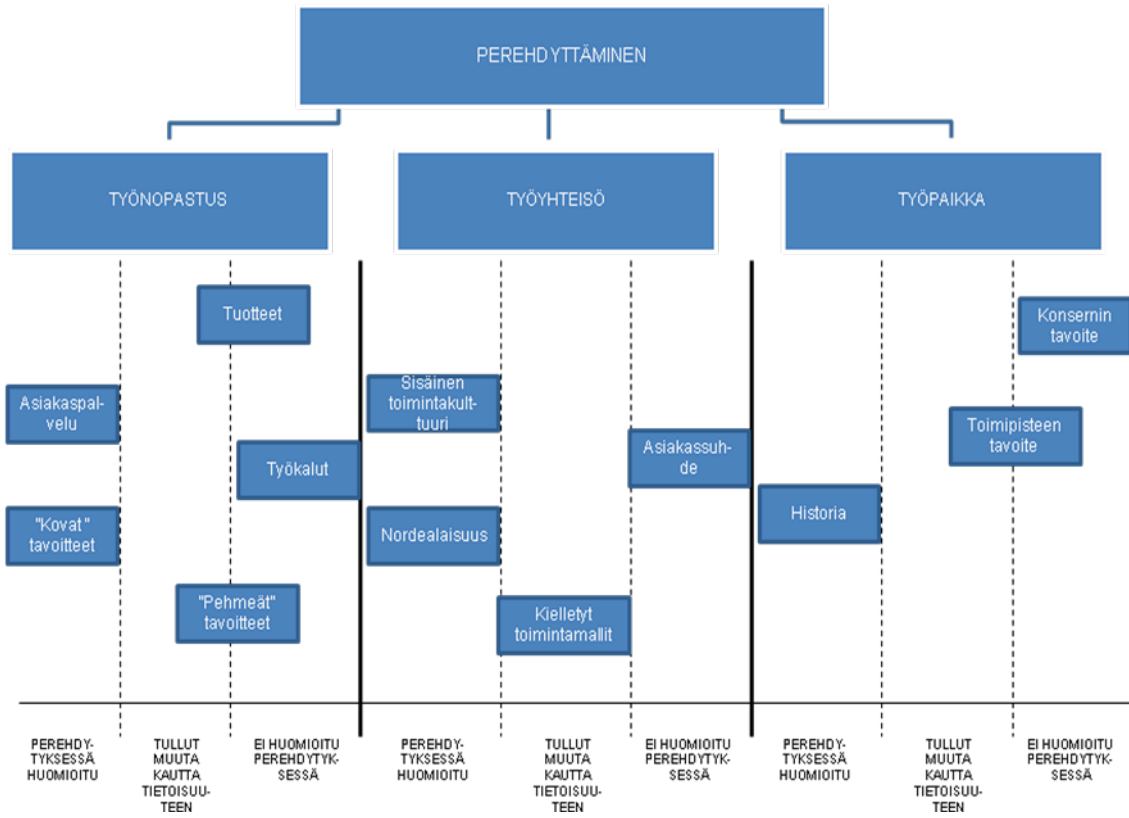 PEREHDYTTÄMINEN
TYÖNOPASTUS
TYÖYHTEISÖ
TYÖPAIKKA
Tuotteet
Konsernin
tavoite
Asiakaspal-
velu
Sisäinen
toimintakult-
tuuri
Toimipisteen
tavoite
Työkalut
Asiakassuh-
de
"Kovat"
tavoitteet
Nordealaisuus
Historia
"Pehmeät"
tavoitteet
Kielletyt
toimintamallit
PEREHDY-
TYKSESSÄ
HUOMIOITU
TULLUT
MUUTA
KAUTTA
TIETOISUU-
TEEN
EI HUOMIOITU
PEREHDYTYK-
SESSÄ
PEREHDY-
TYKSESSÄ
HUOMIOITU
TULLUT
MUUTA
KAUTTA
TIETOISUU-
TEEN
EI HUOMIOITU
PEREHDYTYK-
SESSÄ
PEREHDY-
TYKSESSÄ
HUOMIOITU
TULLUT
MUUTA
KAUTTA
TIETOISUU-
TEEN
EI HUOMIOITU
PEREHDYTYK-
SESSÄ